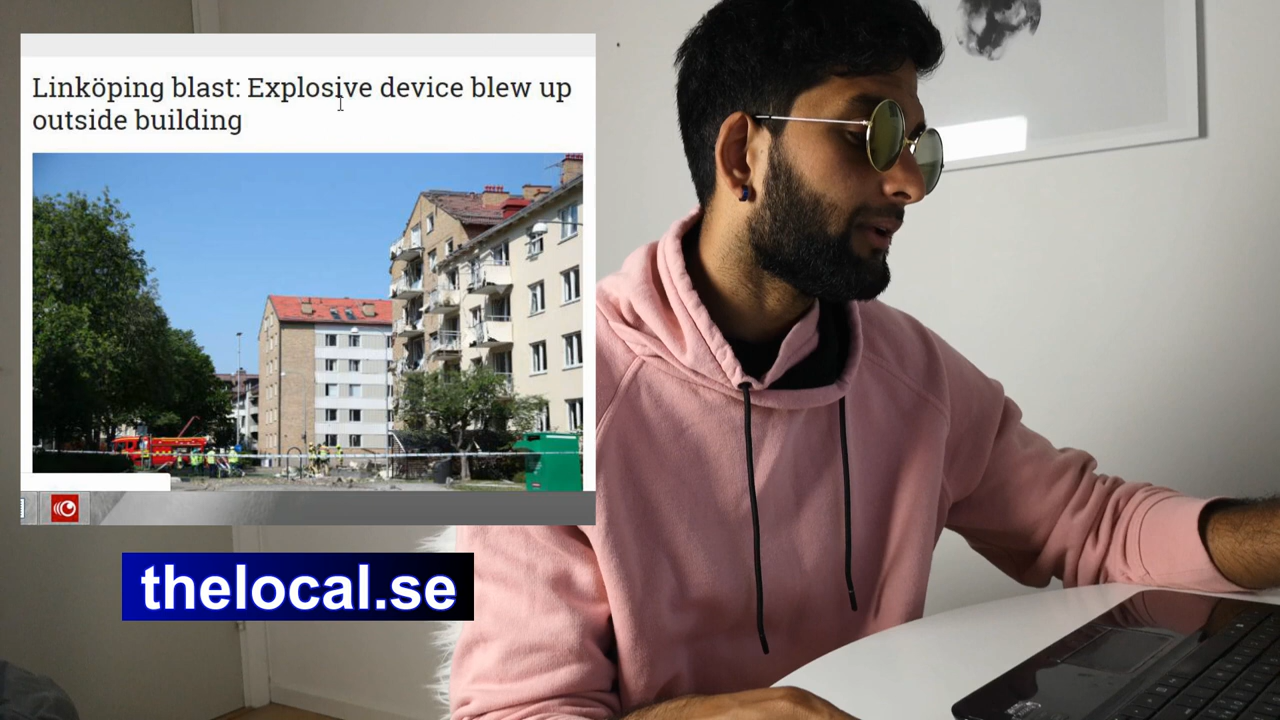 Linköping blast: Explosive device blew up
outside building
thelocal.se